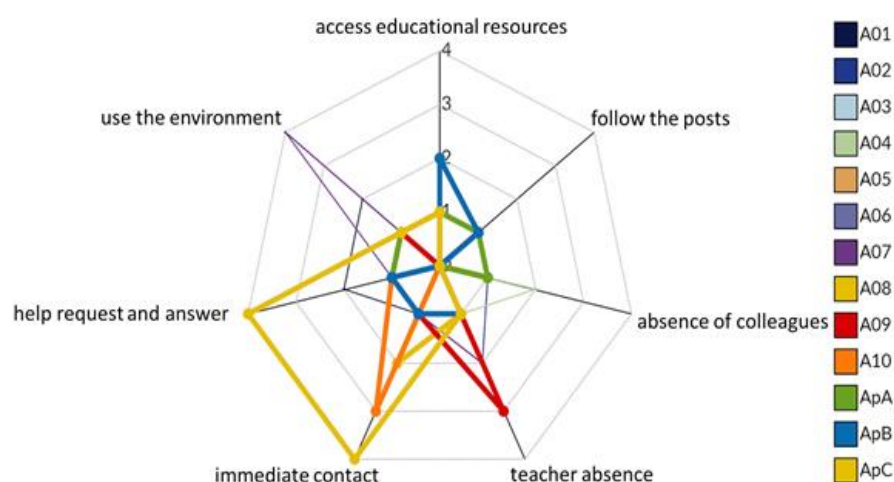 access educational resources
4
use the environment
follow the posts
3
2
1
help request and answer
absence of colleagues
immediate contact
teacher absence
A01
A02
A03
A04
A05
A06
A07
A08
A09
A10
ApA
ApB
ApC